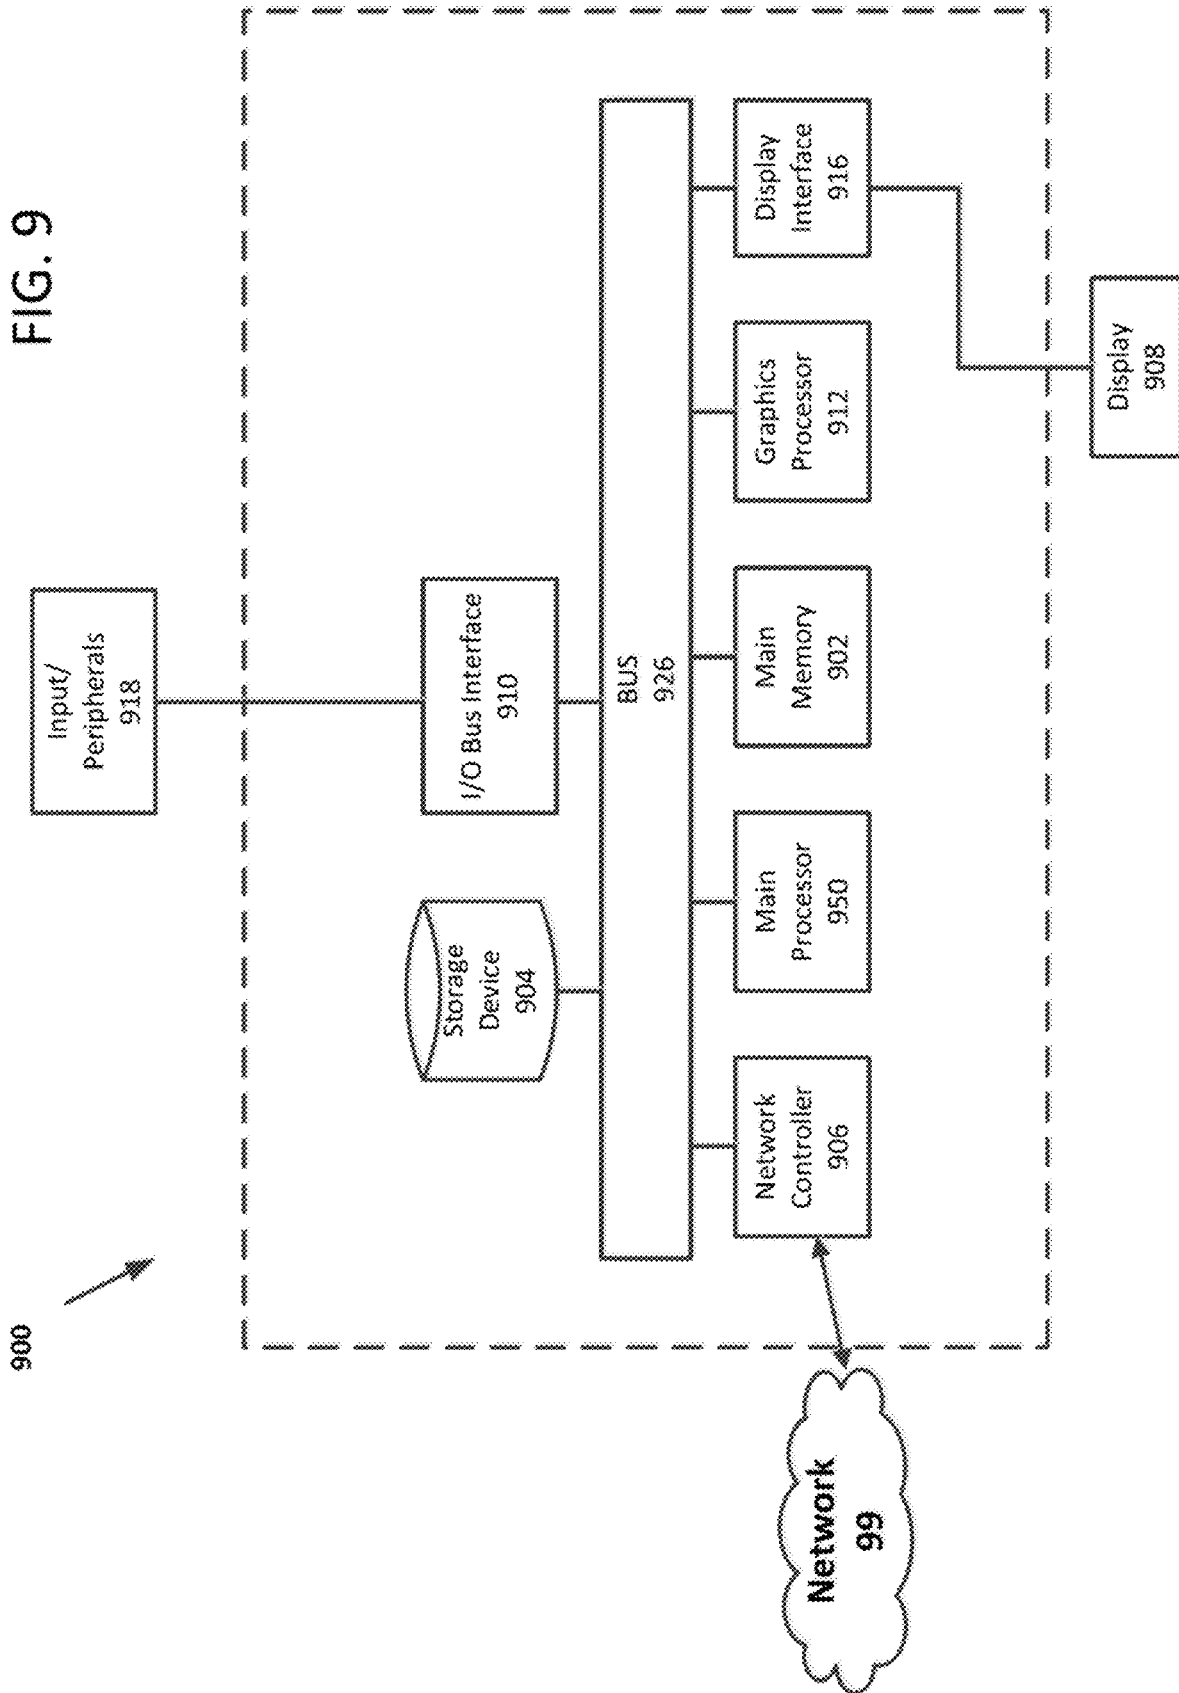 FIG. 9
900
Input/
Peripherals
918
Storage
Device
904
I/O Bus Interface
910
BUS
926
Network
Controller
906
Main
Processor
950
Main
Memory
902
Graphics
Processor
912
Display
Interface
916
Network
99
Display
908